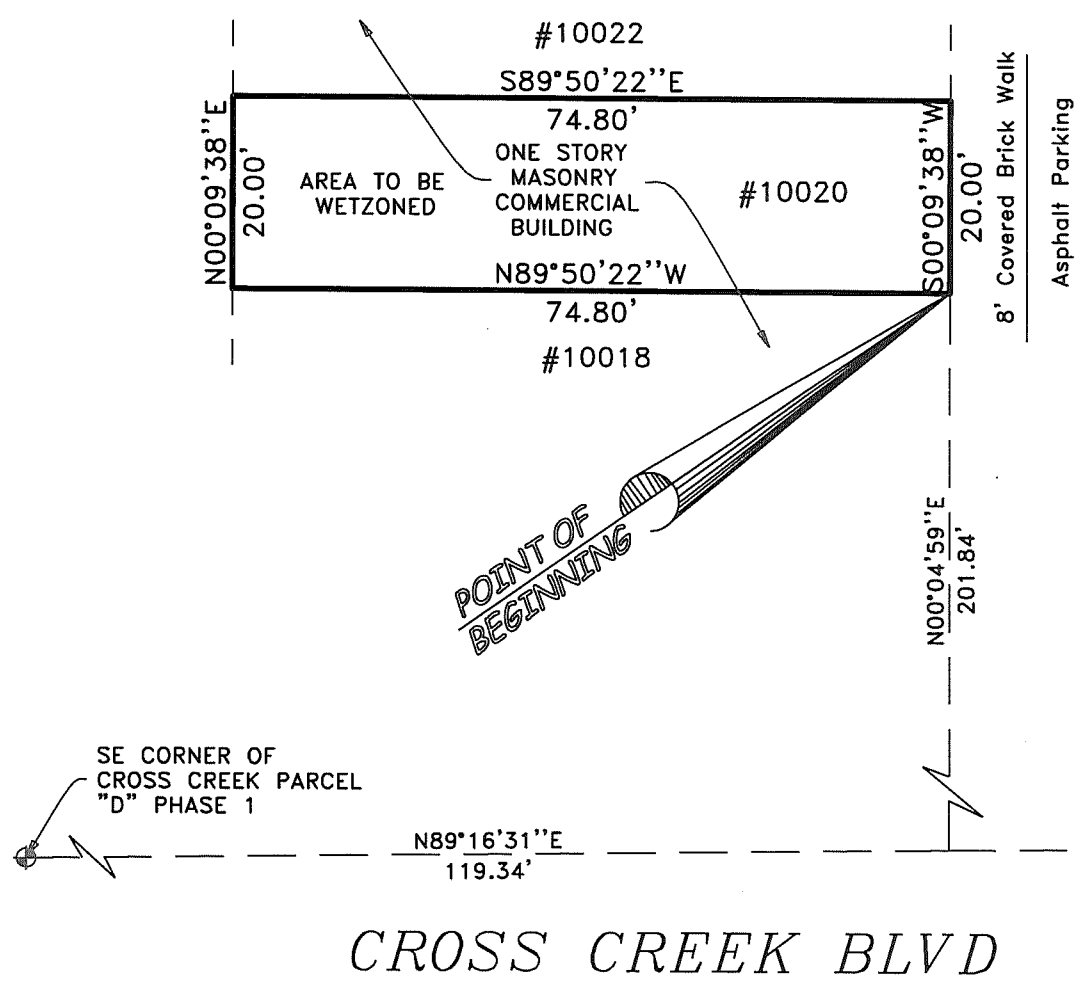 #10022
S89°50'22''E
74.80'
N00°09'38''E
20.00'
AREA TO BE
WETZONED
ONE STORY
MASONRY
COMMERCIAL
BUILDING
#10020
S00°09'38''W
20.00'
8' Covered Brick Walk
Asphalt Parking
N89°50'22''W
74.80'
#10018
POINT OF
BEGINNING
N00°04'59''E
201.84'
SE CORNER OF
CROSS CREEK PARCEL
"D" PHASE 1
N89°16'31''E
119.34'
CROSS CREEK BLVD